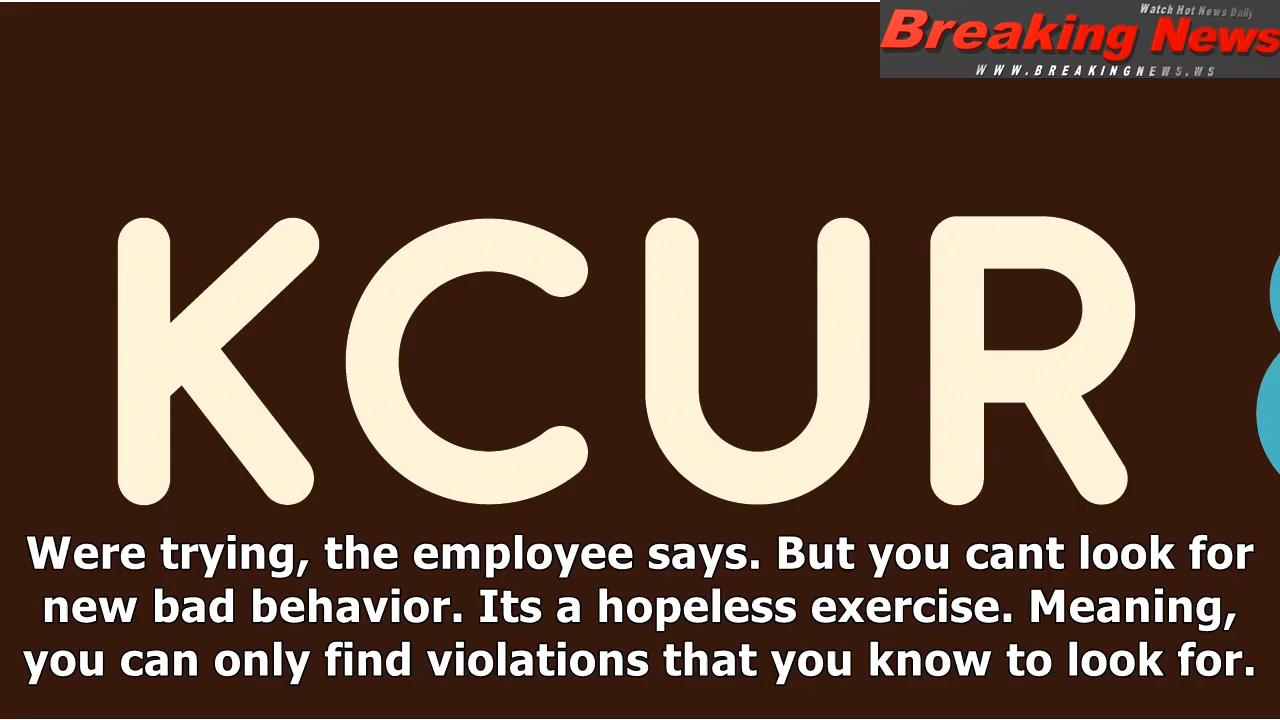 Watch Hot News Daily
Breaking News
WWW.BREAKINGNEWS.WS
KCUR
Were trying, the employee says. But you cant look for
new bad behavior. Its a hopeless exercise. Meaning,
you can only find violations that you know to look for.